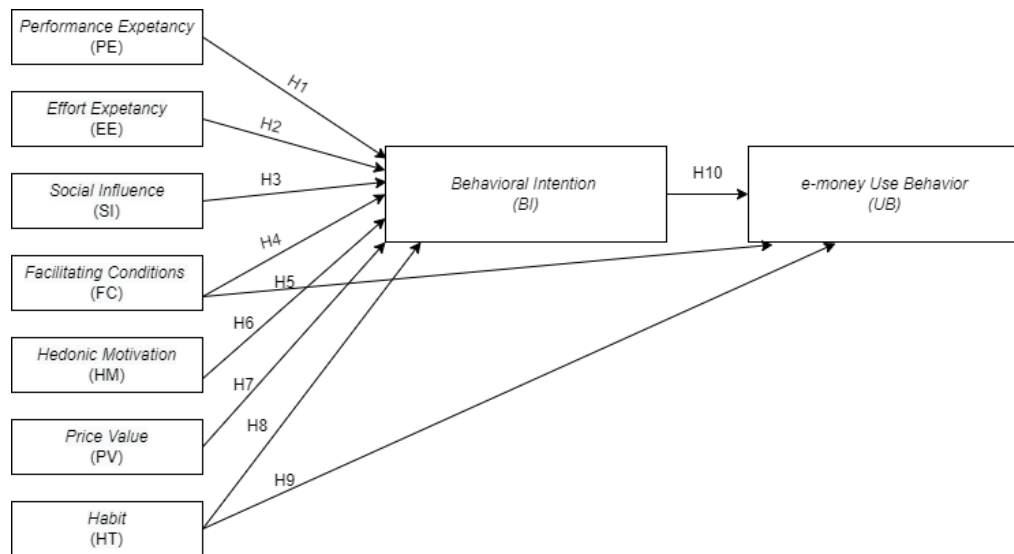 Performance Expetancy
(PE)
H1
Effort Expetancy
(EE)
H2
Social Influence
(SI)
H3
Facilitating Conditions
(FC)
H4
H5
Hedonic Motivation
(HM)
H6
Price Value
(PV)
H7
Habit
(HT)
H8
H9
Behavioral Intention
(BI)
H10
e-money Use Behavior
(UB)